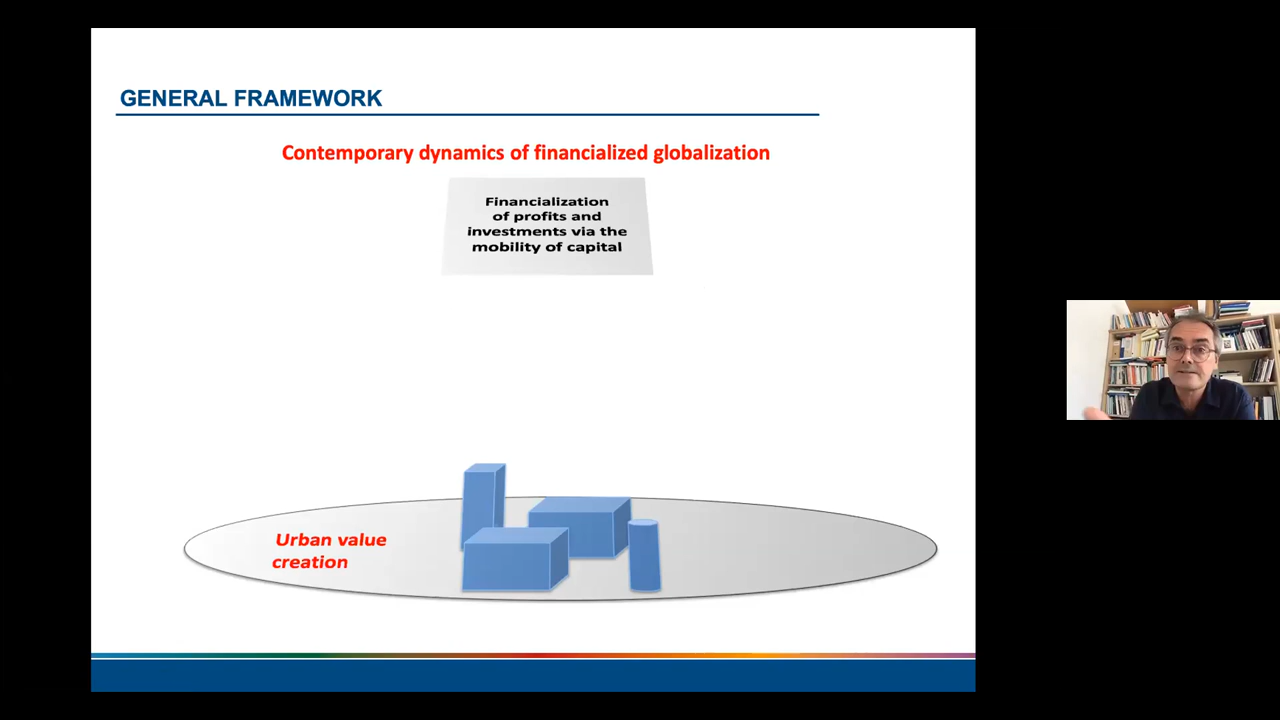 GENERAL FRAMEWORK
Contemporary dynamics of financialized globalization
Financialization
of profits and
investments via the
mobility of capital
Urban value
creation